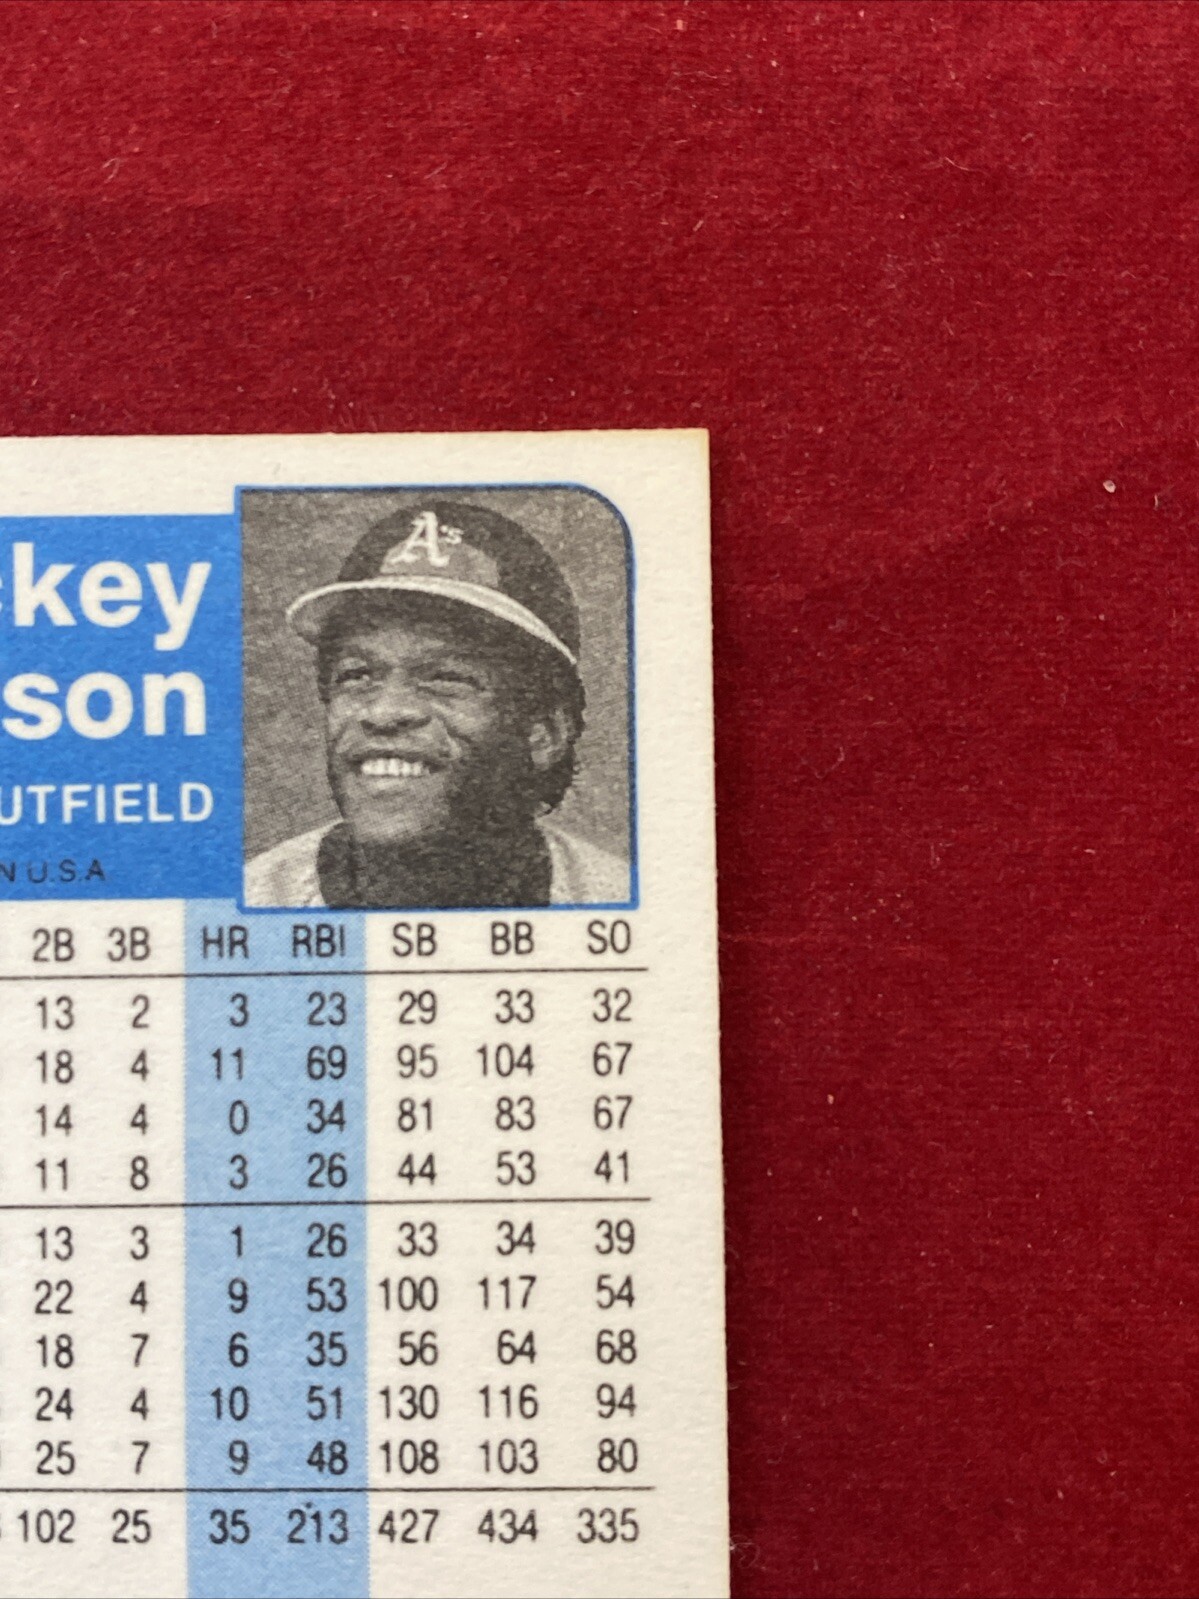 A's
ckey
son
UTFIELD
N U.S.A
2B 3B HR RBI SB BB SO
13 2 3 23 29 33 32
18 4 11 69 95 104 67
14 4 0 34 81 83 67
11 8 3 26 44 53 41
13 3 1 26 33 34 39
22 4 9 53 100 117 54
18 7 6 35 56 64 68
24 4 10 51 130 116 94
25 7 9 48 108 103 80
102 25 35 213 427 434 335